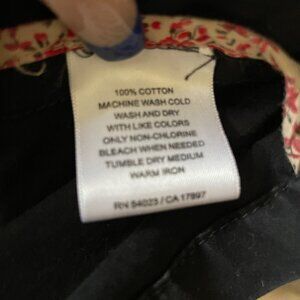 100% COTTON
MACHINE WASH COLD
WASH AND DRY
WITH LIKE COLORS
ONLY NON-CHLORINE
BLEACH WHEN NEEDED
TUMBLE DRY MEDIUM
WARM IRON
RN 54023 / CA 17897